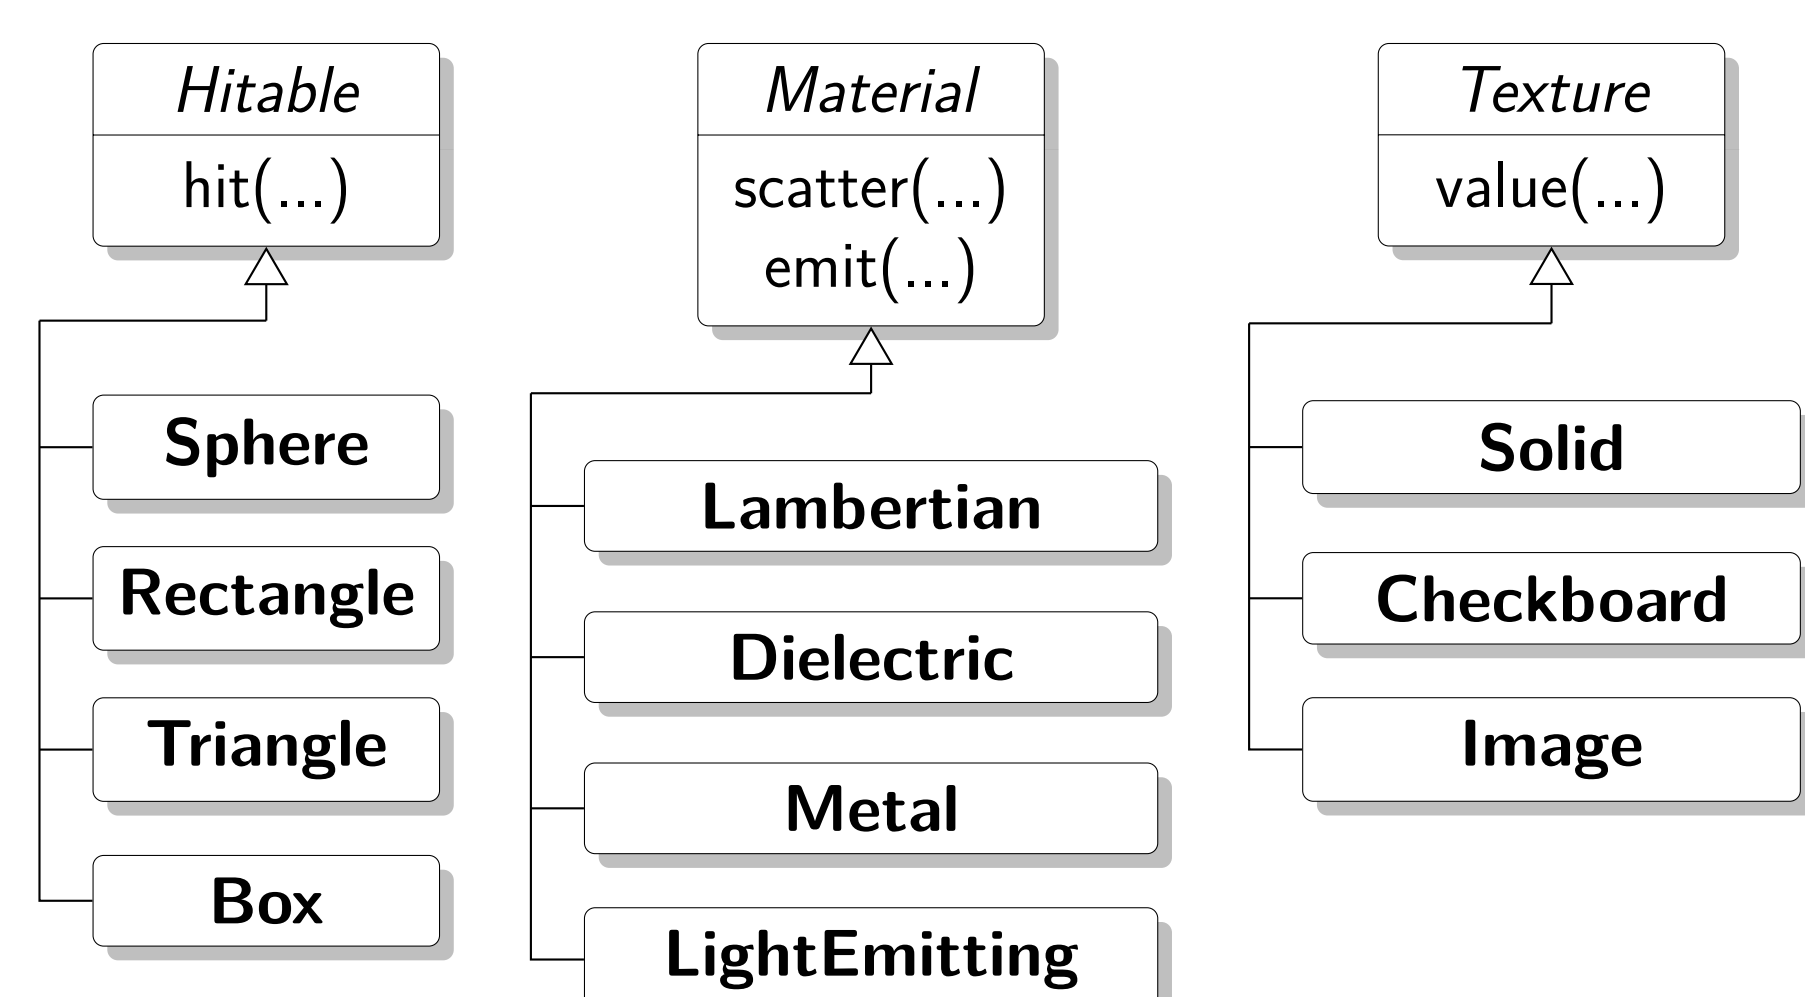 Hitable
hit(...)
Sphere
Rectangle
Triangle
Box
Material
scatter(...)
emit(...)
Lambertian
Dielectric
Metal
LightEmitting
Texture
value(...)
Solid
Checkboard
Image